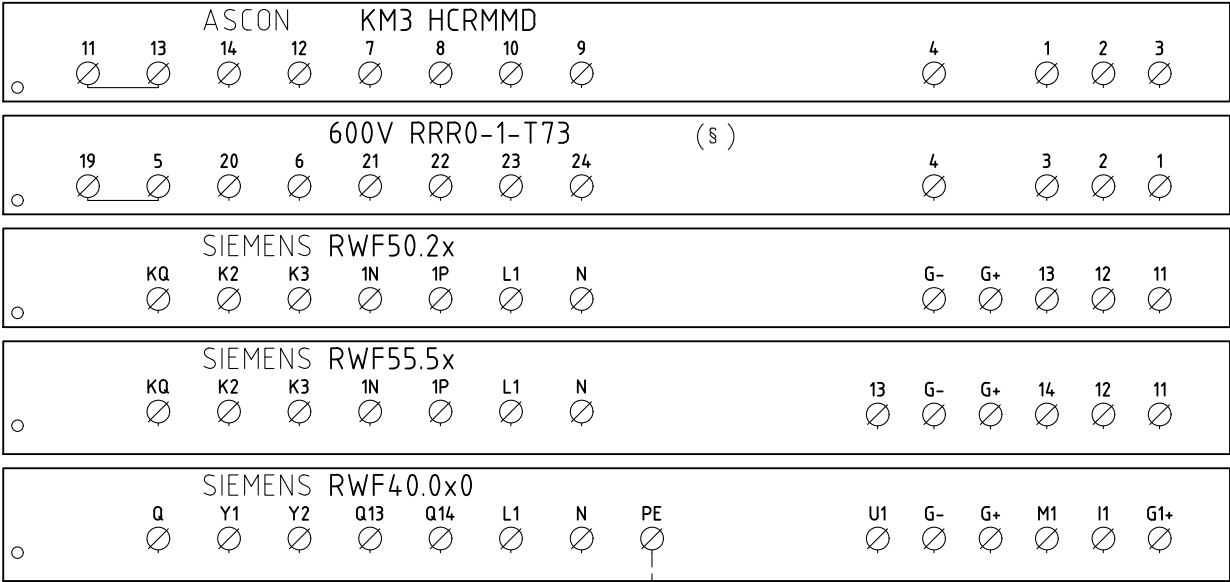 ASCON KM3 HCRMMD
11 13 14 12 7 8 10 9 4 1 2 3
600V RRR0-1-T73 (§)
19 5 20 6 21 22 23 24 4 3 2 1
SIEMENS RWF50.2x
KQ K2 K3 1N 1P L1 N G- G+ 13 12 11
SIEMENS RWF55.5x
KQ K2 K3 1N 1P L1 N 13 G- G+ 14 12 11
SIEMENS RWF40.0x0
Q Y1 Y2 Q13 Q14 L1 N PE U1 G- G+ M1 I1 G1+